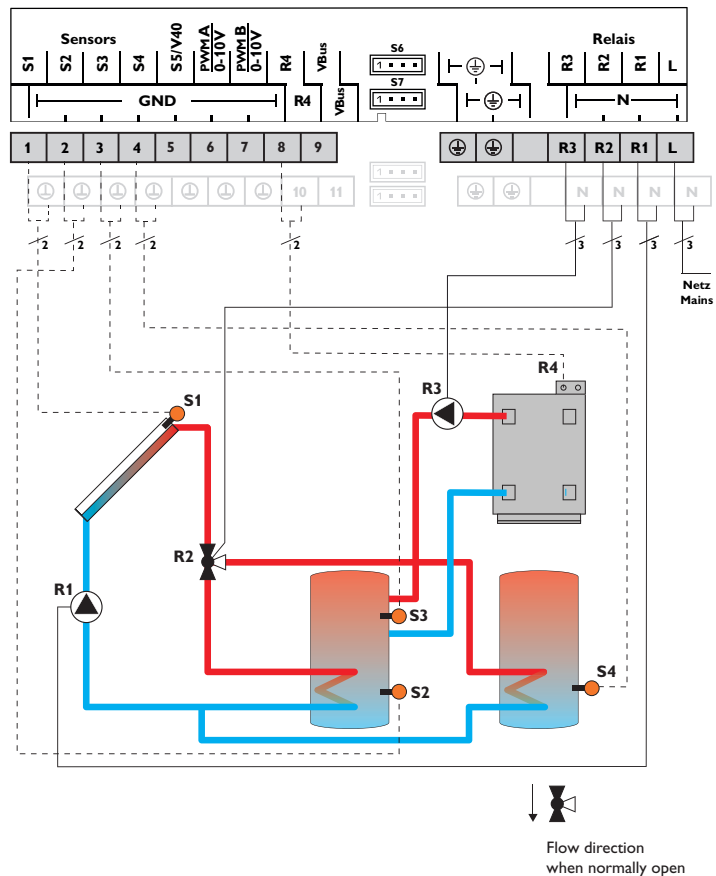 Sensors
Relais
S1 S2 S3 S4 S5/V40 PWM A 0-10V PWM B 0-10V R4 VBus
S6
S7
R3 R2 R1 L
GND
R4
VBus
N
1 2 3 4 5 6 7 8 9
R3 R2 R1 L
10 11
N N N N
2 2 2 2 2
3 3 3 3
Netz
Mains
R4
R3
S1
R2
R1
S3
S2
S4
Flow direction
when normally open